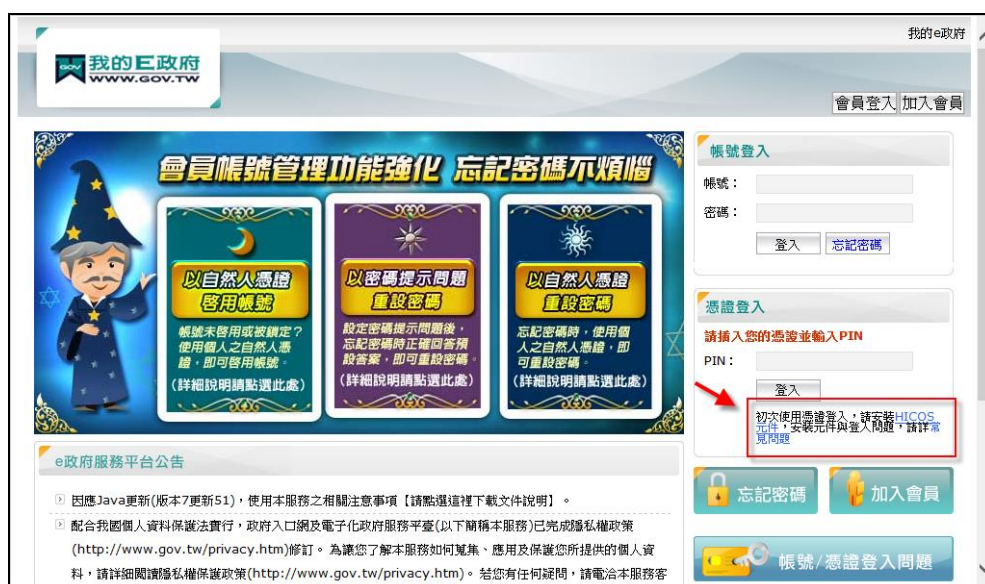 我的e政府
我的E政府
WWW.GOV.TW
會員登入 加入會員
會員帳號管理功能強化 忘記密碼不煩惱
以自然人憑證
啓用帳號
帳號未啓用或被鎖定？
使用個人之自然人憑
證，即可啓用帳號。
(詳細說明請點選此處)
以密碼提示問題
重設密碼
設定密碼提示問題後，
忘記密碼時正確回答預
設答案，即可重設密碼。
(詳細說明請點選此處)
以自然人憑證
重設密碼
忘記密碼時，使用個
人之自然人憑證，即
可重設密碼。
(詳細說明請點選此處)
帳號登入
帳號：
密碼：
登入 忘記密碼
憑證登入
請插入您的憑證並輸入PIN
PIN：
登入
初次使用憑證登入，請安裝HICOS
元件，安裝元件與登入問題，請詳常
見問題
忘記密碼 加入會員
帳號/憑證登入問題
e政府服務平台公告
因應Java更新(版本7更新51)，使用本服務之相關注意事項【請點選這裡下載文件說明】。
配合我國個人資料保護法實行，政府入口網及電子化政府服務平臺(以下簡稱本服務)已完成隱私權政策
(http://www.gov.tw/privacy.htm)修訂。為讓您了解本服務如何蒐集、應用及保護您所提供的個人資
料，請詳細閱讀隱私權保護政策(http://www.gov.tw/privacy.htm)。若您有任何疑問，請電洽本服務客